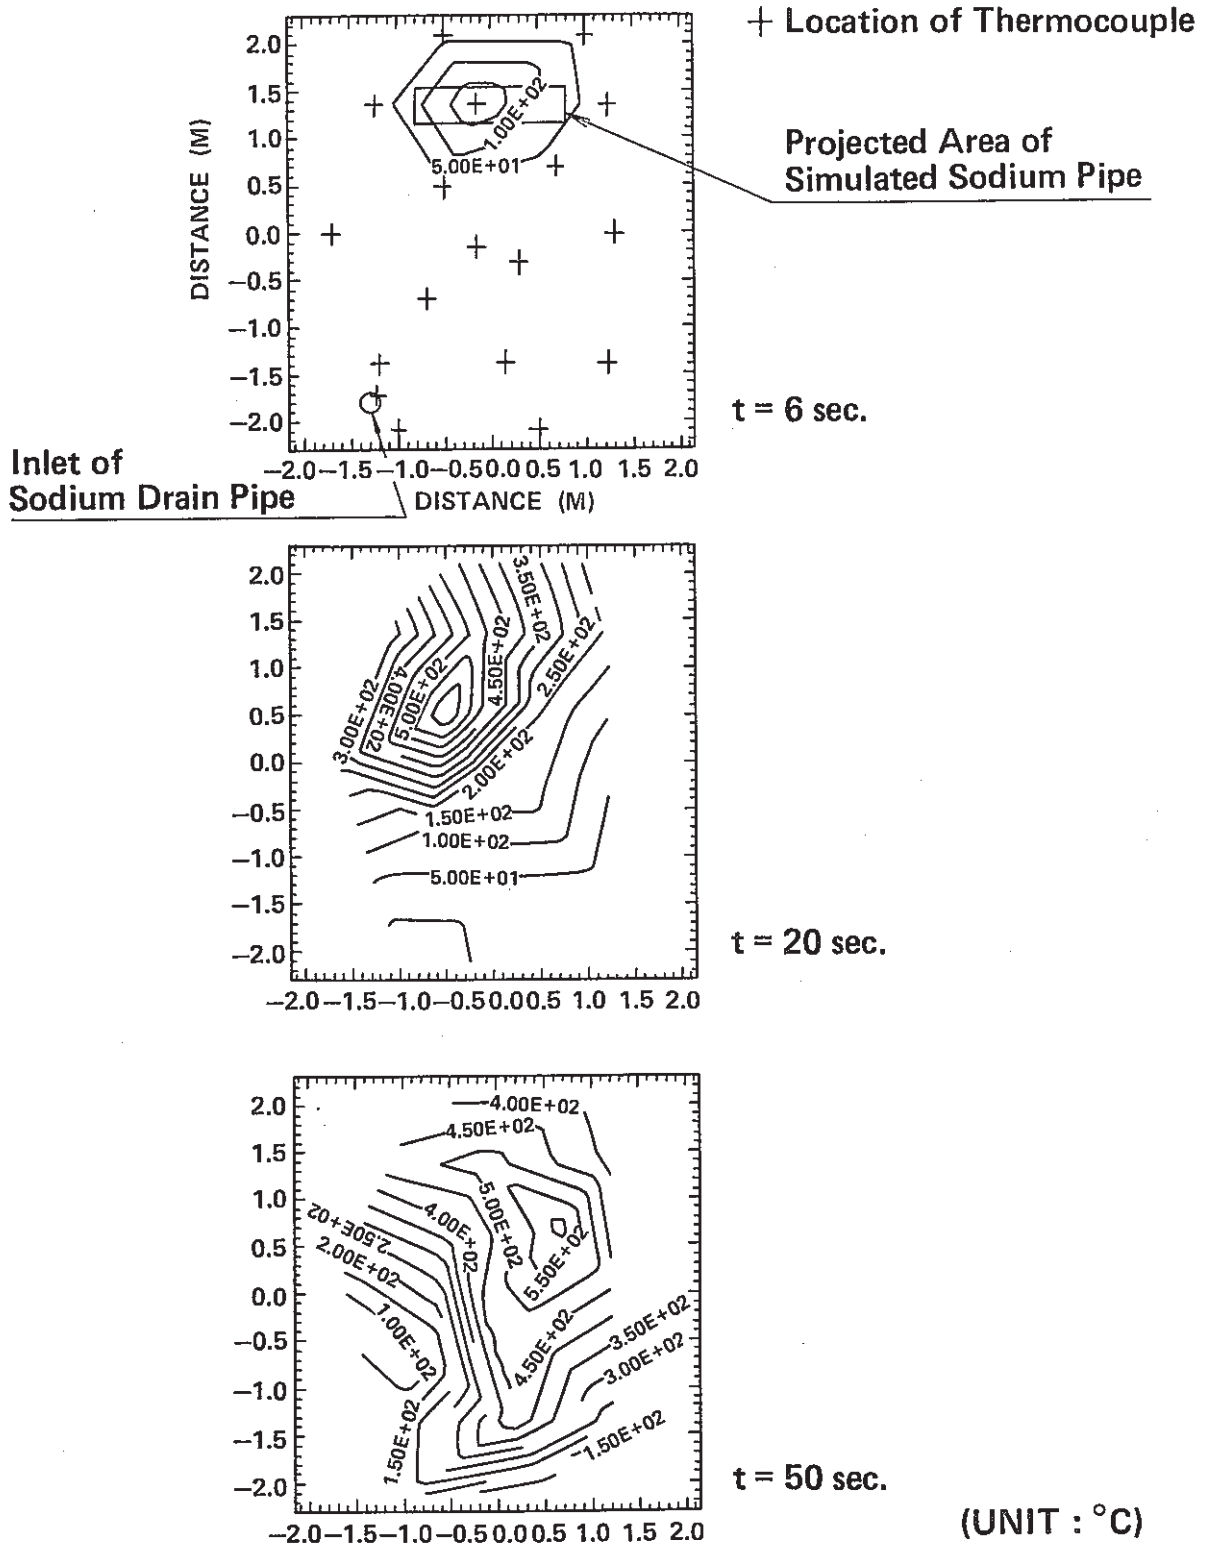 + Location of Thermocouple
2.0
1.5
1.0
0.5
0.0
−0.5
−1.0
−1.5
−2.0
DISTANCE (M)
1.00E+02
5.00E+01
Projected Area of
Simulated Sodium Pipe
t = 6 sec.
Inlet of
Sodium Drain Pipe
−2.0−1.5−1.0−0.5 0.0 0.5 1.0 1.5 2.0
DISTANCE (M)
2.0
1.5
1.0
0.5
0.0
−0.5
−1.0
−1.5
−2.0
3.50E+02
4.50E+02
2.50E+02
5.00E+02
4.00E+02
3.00E+02
2.00E+02
1.50E+02
1.00E+02
5.00E+01
t = 20 sec.
−2.0−1.5−1.0−0.5 0.0 0.5 1.0 1.5 2.0
2.0
1.5
1.0
0.5
0.0
−0.5
−1.0
−1.5
−2.0
4.00E+02
4.50E+02
5.00E+02
4.00E+02
2.50E+02
2.00E+02
5.50E+02
1.00E+02
4.50E+02
3.50E+02
3.00E+02
1.50E+02
1.50E+02
t = 50 sec.
−2.0−1.5−1.0−0.5 0.0 0.5 1.0 1.5 2.0
(UNIT : °C)